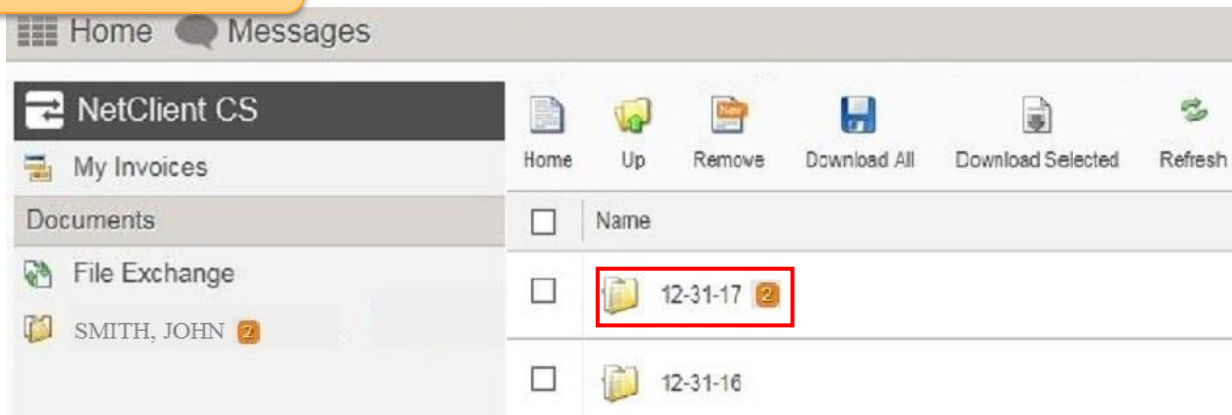 Home Messages
NetClient CS
My Invoices
Documents
File Exchange
SMITH, JOHN 2
Home Up Remove Download All Download Selected Refresh
Name
12-31-17 2
12-31-16